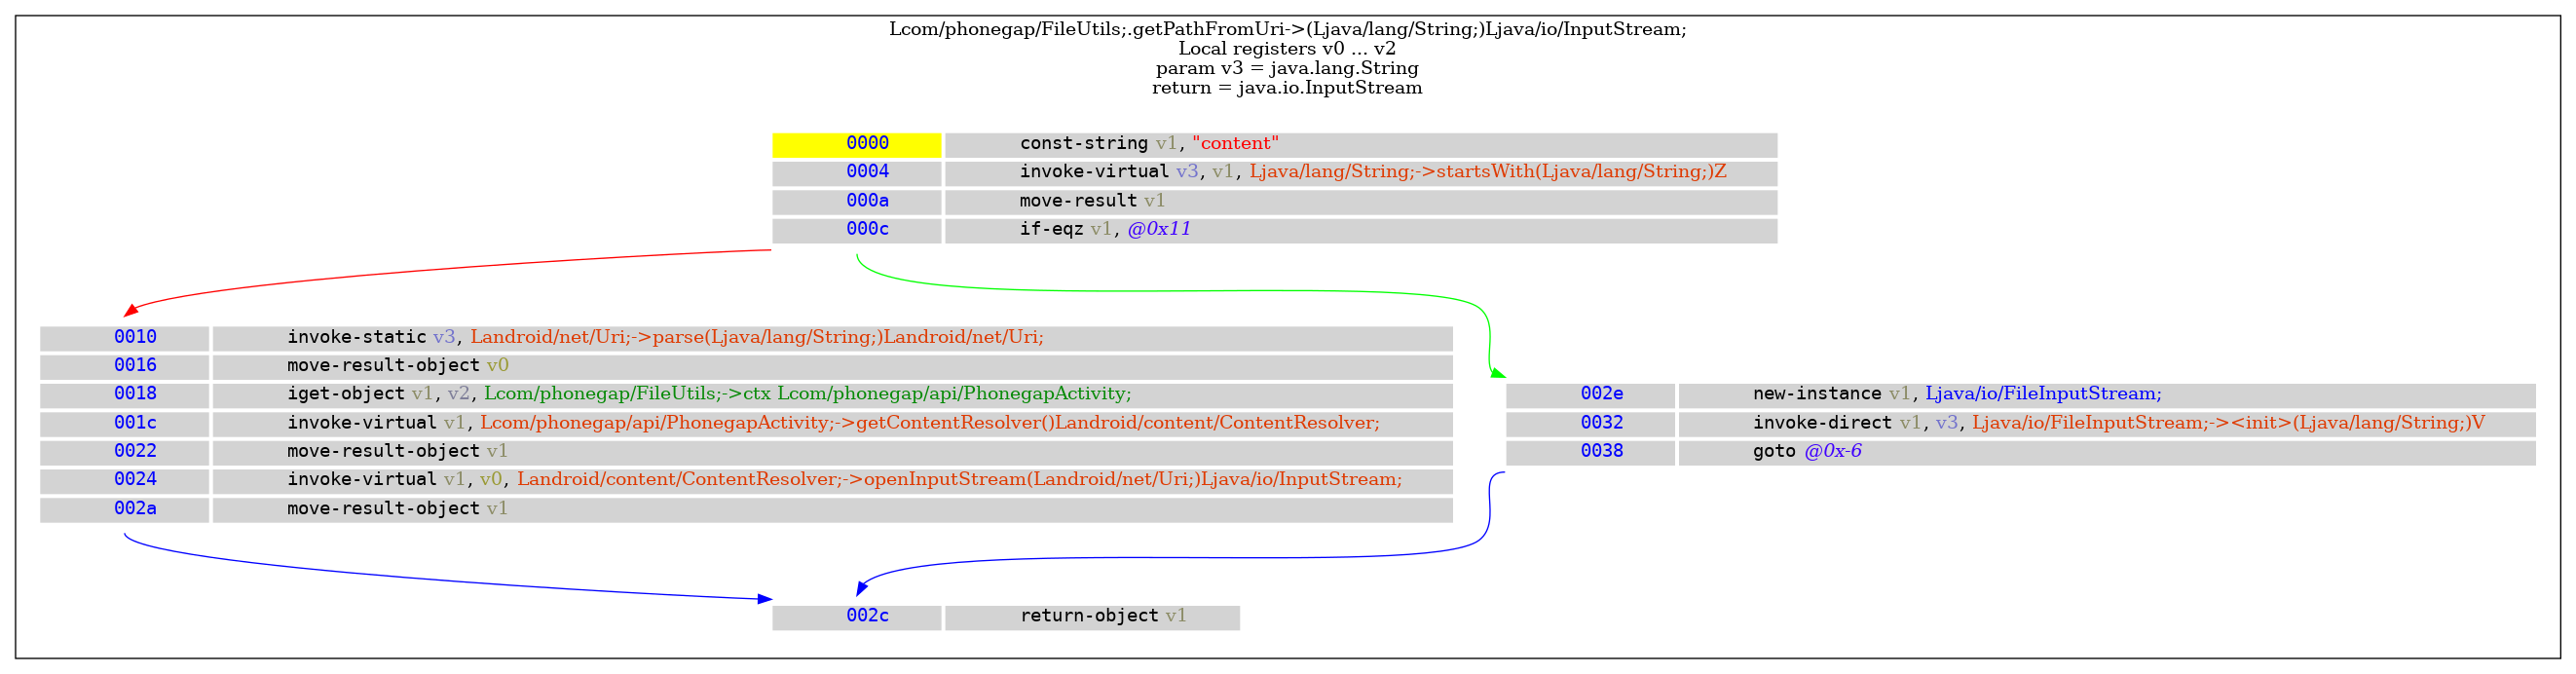 Lcom/phonegap/FileUtils;.getPathFromUri->(Ljava/lang/String;)Ljava/io/InputStream;
Local registers v0 ... v2
param v3 = java.lang.String
return = java.io.InputStream
0000 const-string v1, "content"
0004 invoke-virtual v3, v1, Ljava/lang/String;->startsWith(Ljava/lang/String;)Z
000a move-result v1
000c if-eqz v1, @0x11
0010 invoke-static v3, Landroid/net/Uri;->parse(Ljava/lang/String;)Landroid/net/Uri;
0016 move-result-object v0
0018 iget-object v1, v2, Lcom/phonegap/FileUtils;->ctx Lcom/phonegap/api/PhonegapActivity;
001c invoke-virtual v1, Lcom/phonegap/api/PhonegapActivity;->getContentResolver()Landroid/content/ContentResolver;
0022 move-result-object v1
0024 invoke-virtual v1, v0, Landroid/content/ContentResolver;->openInputStream(Landroid/net/Uri;)Ljava/io/InputStream;
002a move-result-object v1
002e new-instance v1, Ljava/io/FileInputStream;
0032 invoke-direct v1, v3, Ljava/io/FileInputStream;-><init>(Ljava/lang/String;)V
0038 goto @0x-6
002c return-object v1